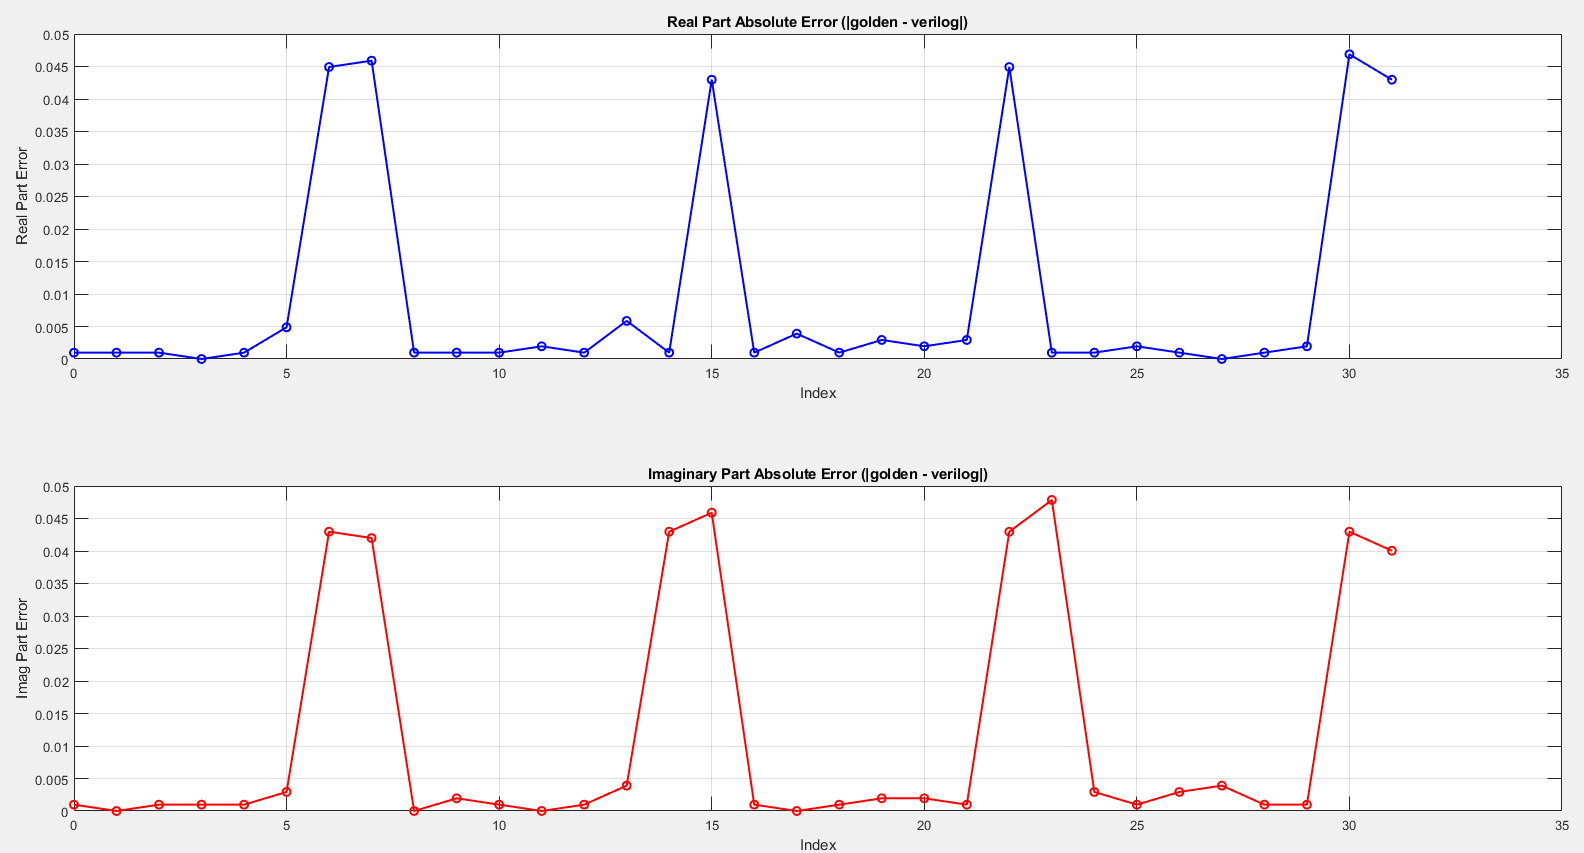 Real Part Absolute Error (|golden - verilog|)
0.05
0.045
0.04
0.035
0.03
0.025
0.02
0.015
0.01
0.005
0
Real Part Error
0 5 10 15 20 25 30 35
Index
Imaginary Part Absolute Error (|golden - verilog|)
0.05
0.045
0.04
0.035
0.03
0.025
0.02
0.015
0.01
0.005
0
Imag Part Error
0 5 10 15 20 25 30 35
Index